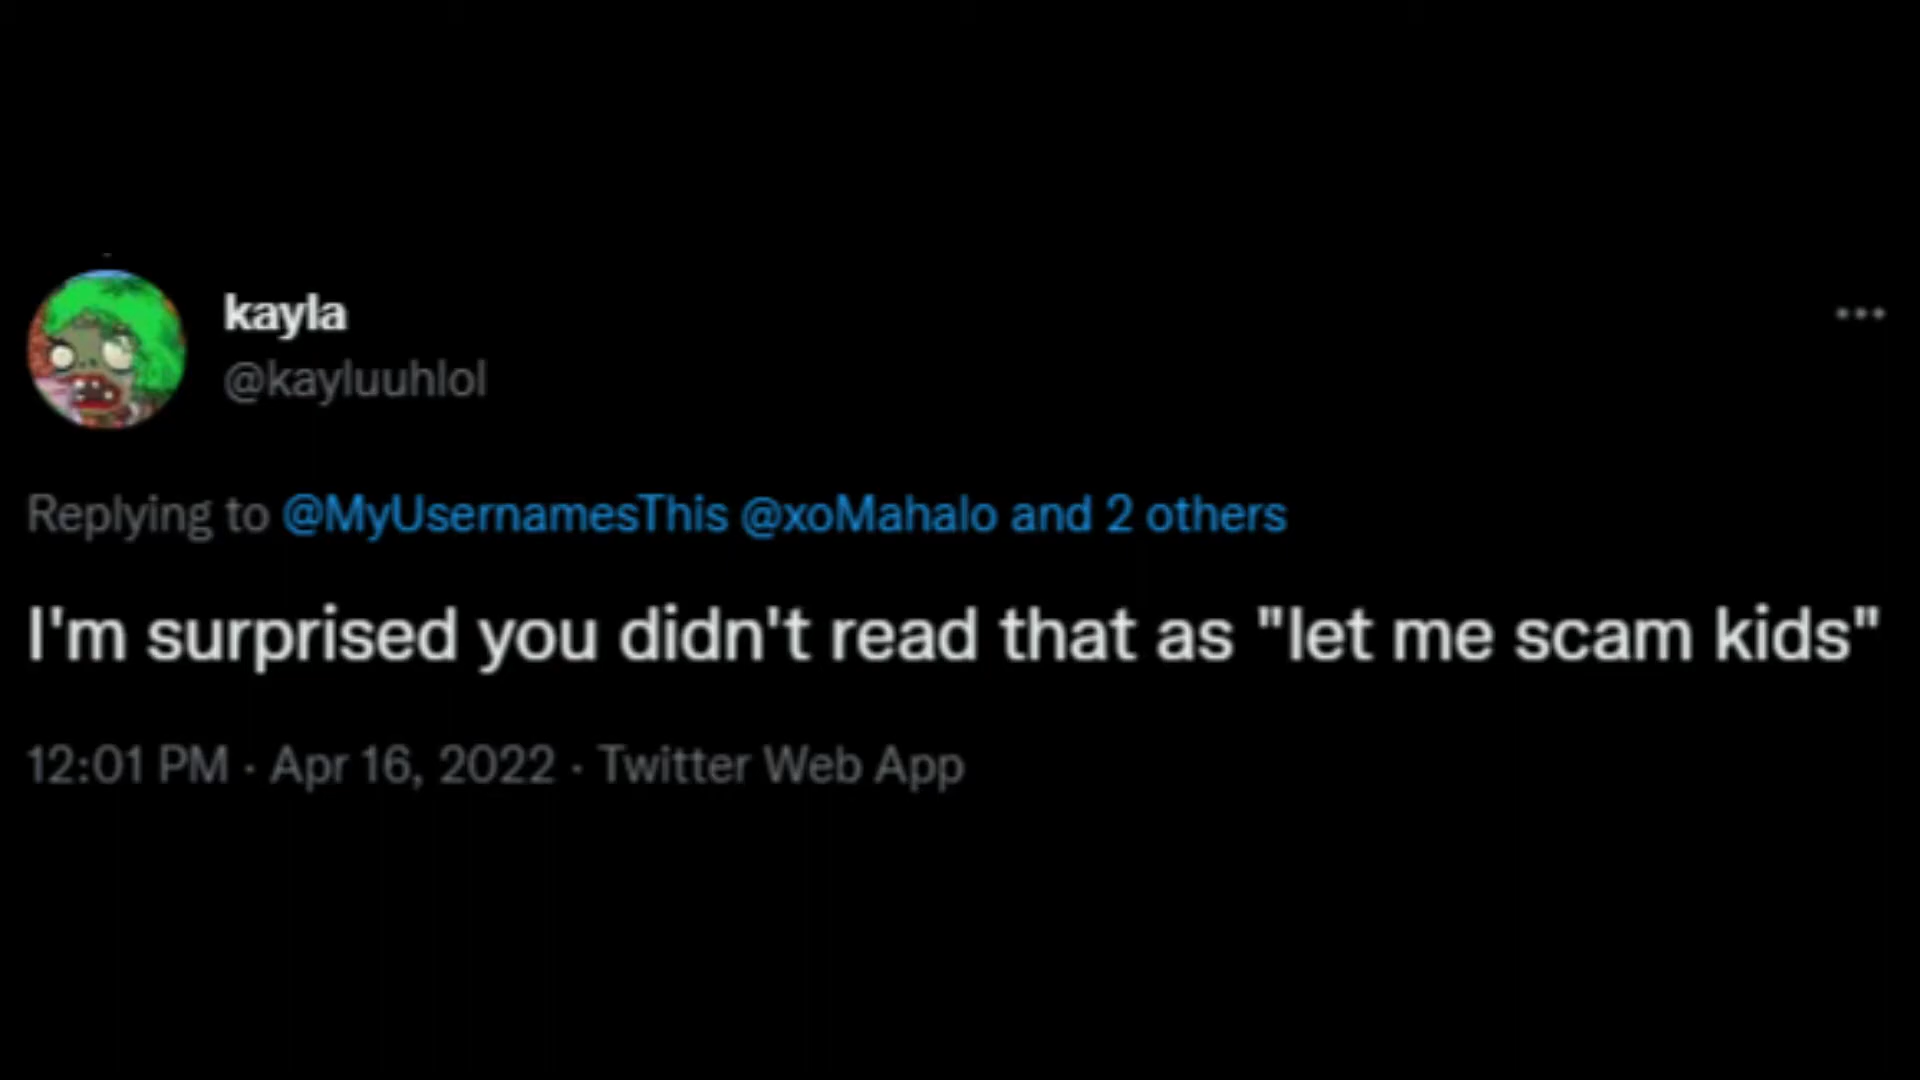 kayla
@kayluuhlol
Replying to @MyUsernamesThis @xoMahalo and 2 others
I'm surprised you didn't read that as "let me scam kids"
12:01 PM · Apr 16, 2022 · Twitter Web App